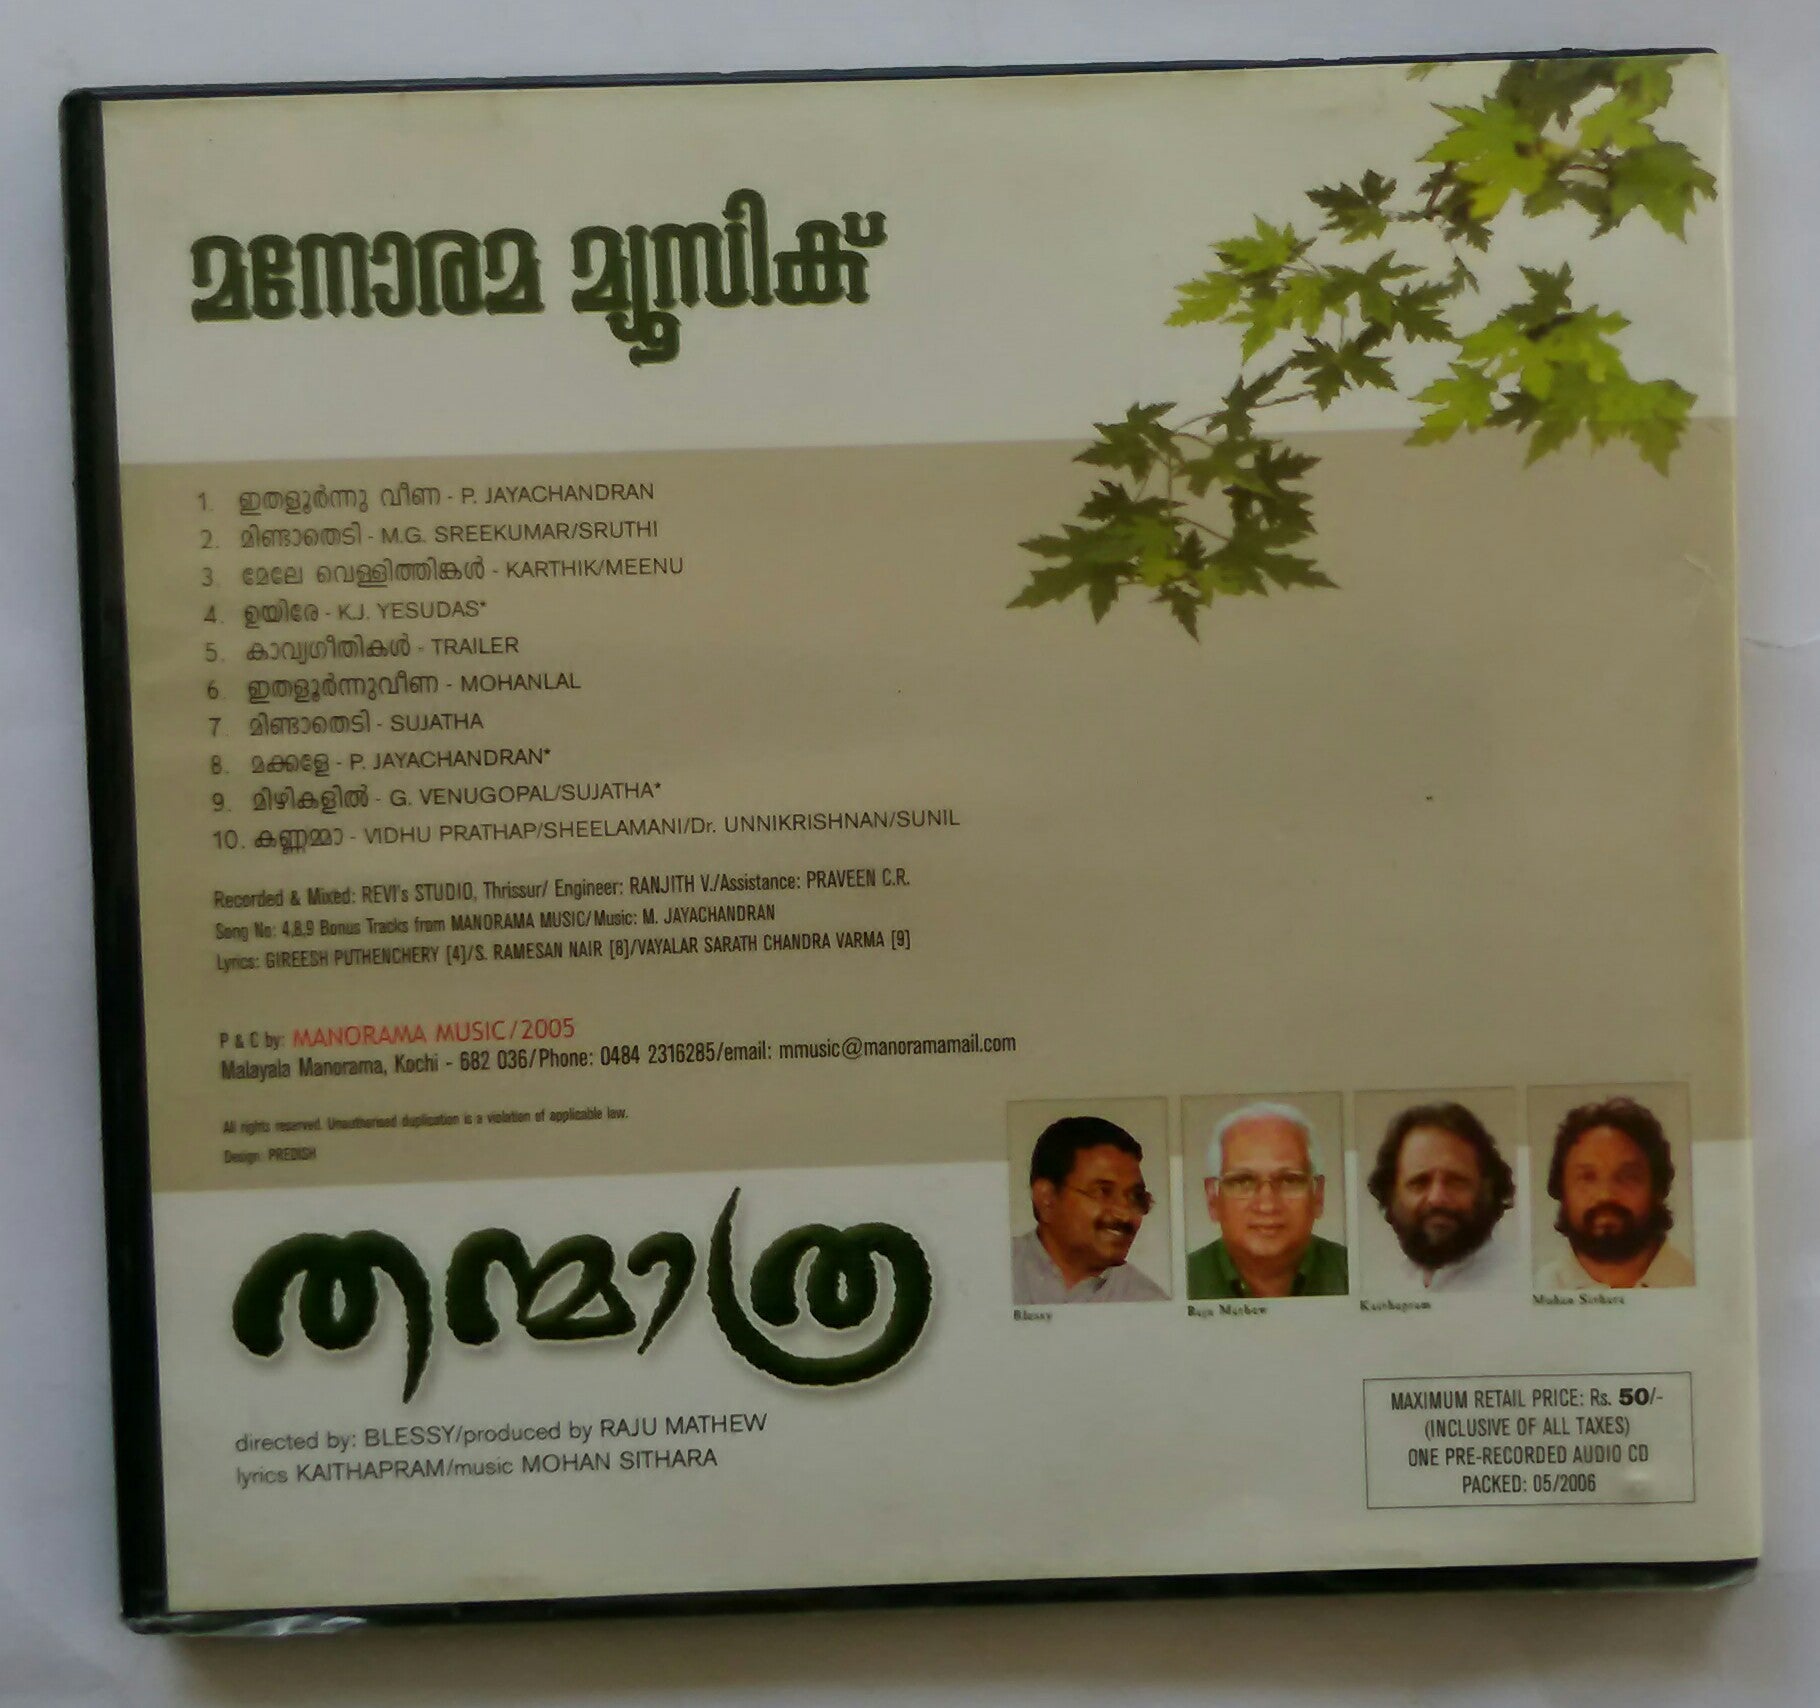 മനോരമ മ്യൂസിക്
1. ഇതളൂർന്നു വീണ - P. JAYACHANDRAN
2. മിണ്ടാതെടി - M.G. SREEKUMAR/SRUTHI
3. മേലേ വെള്ളിത്തിങ്കൾ - KARTHIK/MEENU
4. ഉയിരേ - K.J. YESUDAS*
5. കാവ്യഗീതികൾ - TRAILER
6. ഇതളൂർന്നുവീണ - MOHANLAL
7. മിണ്ടാതെടി - SUJATHA
8. മക്കളേ - P. JAYACHANDRAN*
9. മിഴികളിൽ - G. VENUGOPAL/SUJATHA*
10. കണ്ണമ്മാ - VIDHU PRATHAP/SHEELAMANI/Dr. UNNIKRISHNAN/SUNIL
Recorded & Mixed: REVI's STUDIO, Thrissur/ Engineer: RANJITH V./Assistance: PRAVEEN C.R.
Song No: 4,8,9 Bonus Tracks from MANORAMA MUSIC/Music: M. JAYACHANDRAN
Lyrics: GIREESH PUTHENCHERY [4]/S. RAMESAN NAIR [8]/VAYALAR SARATH CHANDRA VARMA [9]
P & C by: MANORAMA MUSIC/2005
Malayala Manorama, Kochi - 682 036/Phone: 0484 2316285/email: mmusic@manoramamail.com
All rights reserved. Unauthorised duplication is a violation of applicable law.
Design: PREDISH
Blessy
Raju Mathew
Kaithapram
Mohan Sithara
തന്മാത്ര
directed by: BLESSY/produced by RAJU MATHEW
lyrics KAITHAPRAM/music MOHAN SITHARA
MAXIMUM RETAIL PRICE: Rs. 50/-
(INCLUSIVE OF ALL TAXES)
ONE PRE-RECORDED AUDIO CD
PACKED: 05/2006